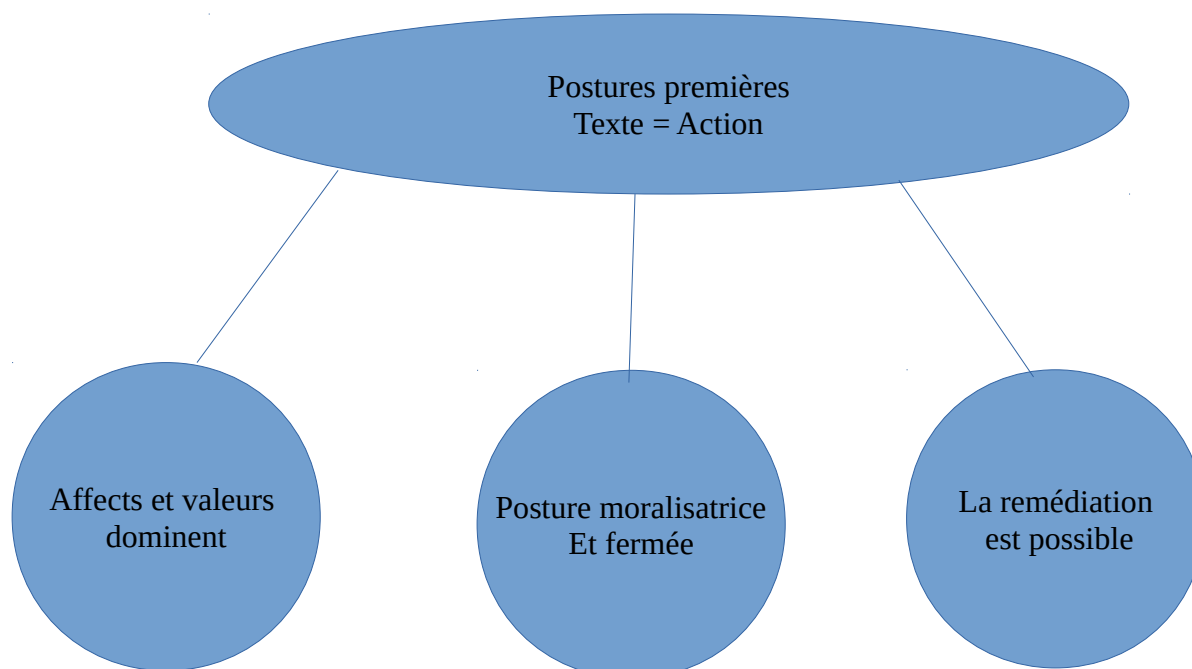 Postures premières
Texte = Action
Affects et valeurs
dominent
Posture moralisatrice
Et fermée
La remédiation
est possible